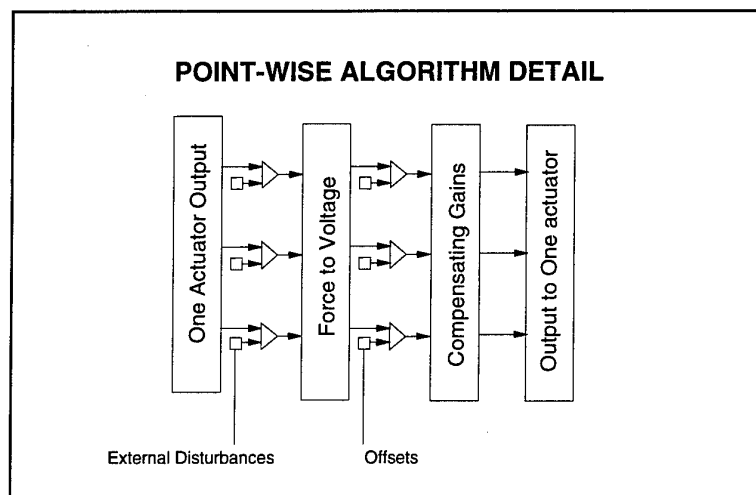 POINT-WISE ALGORITHM DETAIL
One Actuator Output
Force to Voltage
Compensating Gains
Output to One actuator
External Disturbances
Offsets